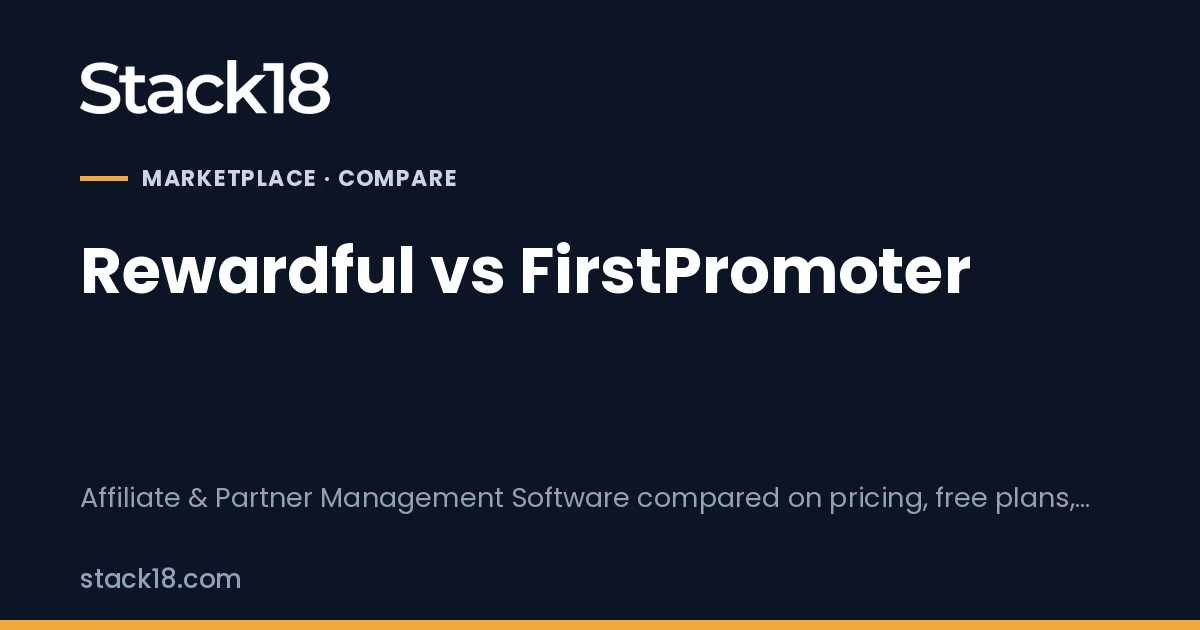 Stack18
MARKETPLACE · COMPARE
Rewardful vs FirstPromoter
Affiliate & Partner Management Software compared on pricing, free plans,...
stack18.com